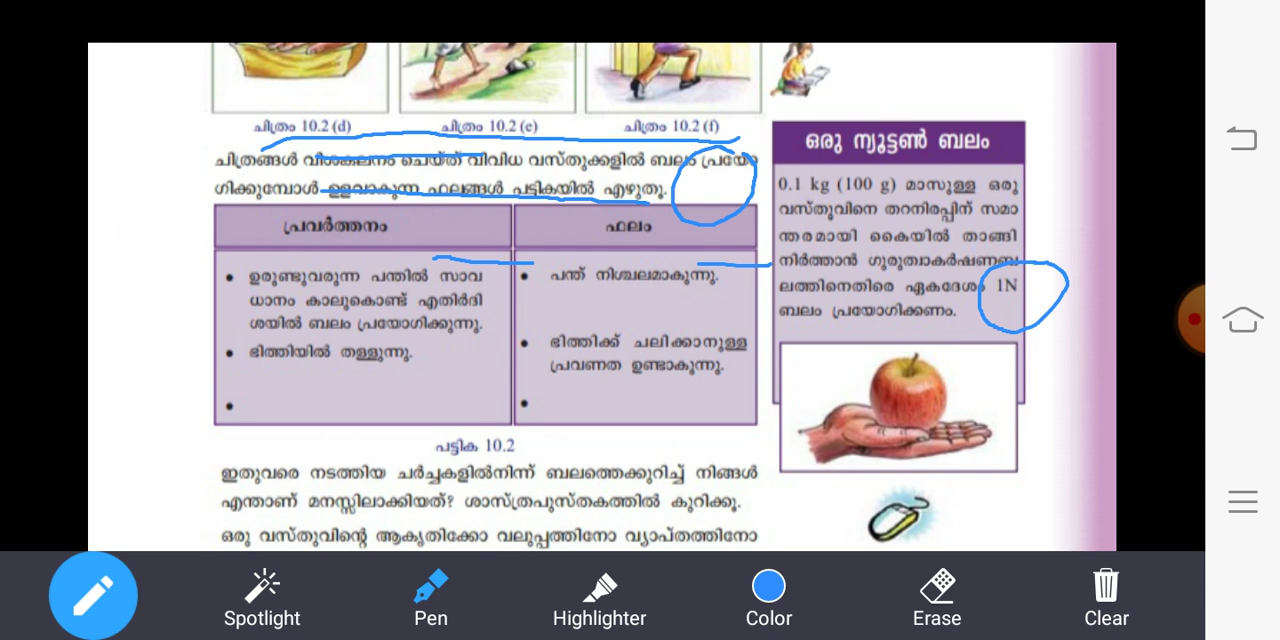 ചിത്രം 10.2 (d)
ചിത്രം 10.2 (e)
ചിത്രം 10.2 (f)
ചിത്രങ്ങൾ വിശകലനം ചെയ്ത് വിവിധ വസ്തുക്കളിൽ ബലം പ്രയോ
ഗിക്കുമ്പോൾ ഉളവാകുന്ന ഫലങ്ങൾ പട്ടികയിൽ എഴുതൂ.
പ്രവർത്തനം
ഫലം
• ഉരുണ്ടുവരുന്ന പന്തിൽ സാവ
ധാനം കാലുകൊണ്ട് എതിർദി
ശയിൽ ബലം പ്രയോഗിക്കുന്നു.
• പന്ത് നിശ്ചലമാകുന്നു.
• ഭിത്തിയിൽ തള്ളുന്നു.
• ഭിത്തിക്ക് ചലിക്കാനുള്ള
പ്രവണത ഉണ്ടാകുന്നു.
•
•
പട്ടിക 10.2
ഇതുവരെ നടത്തിയ ചർച്ചകളിൽനിന്ന് ബലത്തെക്കുറിച്ച് നിങ്ങൾ
എന്താണ് മനസ്സിലാക്കിയത്? ശാസ്ത്രപുസ്തകത്തിൽ കുറിക്കൂ.
ഒരു വസ്തുവിന്റെ ആകൃതിക്കോ വലുപ്പത്തിനോ വ്യാപ്തത്തിനോ
ഒരു ന്യൂട്ടൺ ബലം
0.1 kg (100 g) മാസുള്ള ഒരു
വസ്തുവിനെ തറനിരപ്പിന് സമാ
ന്തരമായി കൈയിൽ താങ്ങി
നിർത്താൻ ഗുരുത്വാകർഷണബ
ലത്തിനെതിരെ ഏകദേശം 1N
ബലം പ്രയോഗിക്കണം.
Spotlight
Pen
Highlighter
Color
Erase
Clear